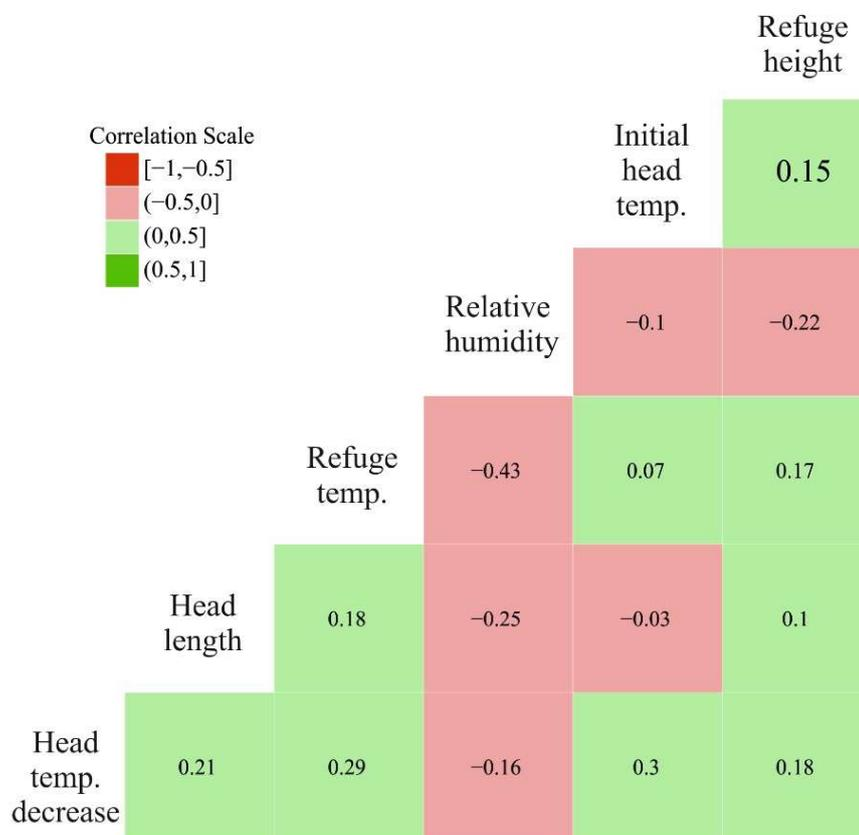 Refuge
height
Correlation Scale
[−1,−0.5]
(−0.5,0]
(0,0.5]
(0.5,1]
Initial
head
temp.
0.15
Relative
humidity
−0.1
−0.22
Refuge
temp.
−0.43
0.07
0.17
Head
length
0.18
−0.25
−0.03
0.1
Head
temp.
decrease
0.21
0.29
−0.16
0.3
0.18